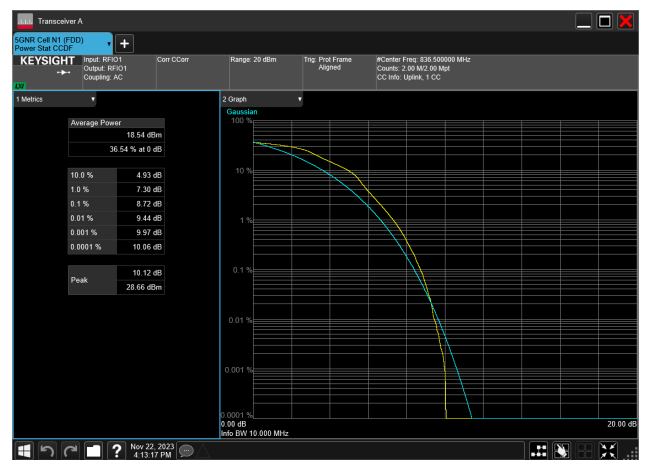 Transceiver A
5GNR Cell N1 (FDD)
Power Stat CCDF
KEYSIGHT
Input: RFIO1
Output: RFIO1
Coupling: AC
Corr CCorr
Range: 20 dBm
Trig: Prot Frame
Aligned
#Center Freq: 836.500000 MHz
Counts: 2.00 M/2.00 Mpt
CC Info: Uplink, 1 CC
1 Metrics
Average Power
18.54 dBm
36.54 % at 0 dB
10.0 % 4.93 dB
1.0 % 7.30 dB
0.1 % 8.72 dB
0.01 % 9.44 dB
0.001 % 9.97 dB
0.0001 % 10.06 dB
Peak
10.12 dB
28.66 dBm
2 Graph
Gaussian
100 %
10 %
1 %
0.1 %
0.01 %
0.001 %
0.0001 %
0.00 dB 20.00 dB
Info BW 10.000 MHz
Nov 22, 2023
4:13:17 PM